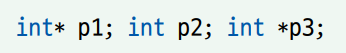 int* p1; int p2; int *p3;